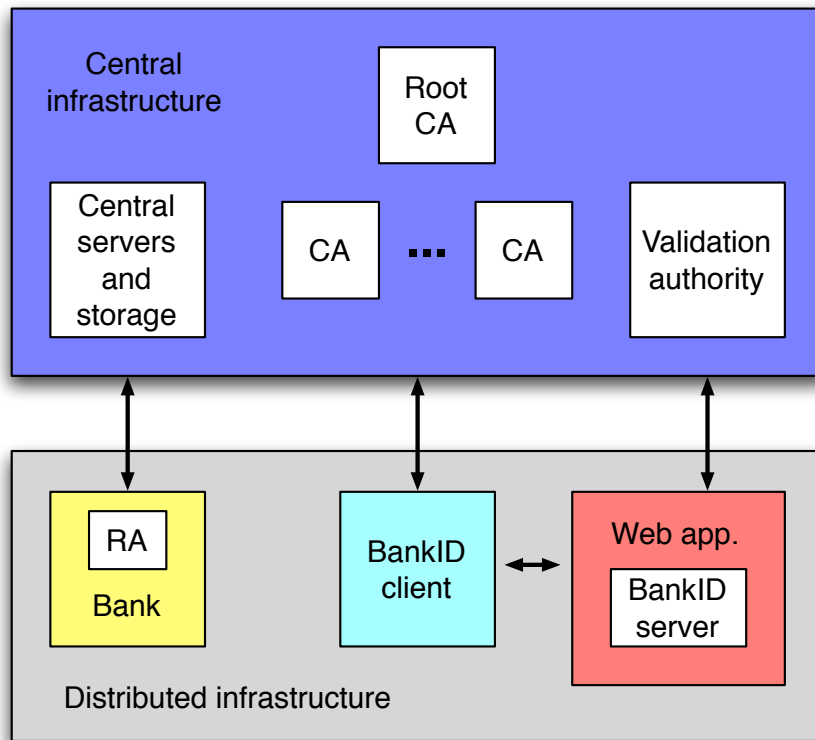 Central
infrastructure
Root
CA
Central
servers
and
storage
CA
CA
Validation
authority
RA
Bank
BankID
client
Web app.
BankID
server
Distributed infrastructure